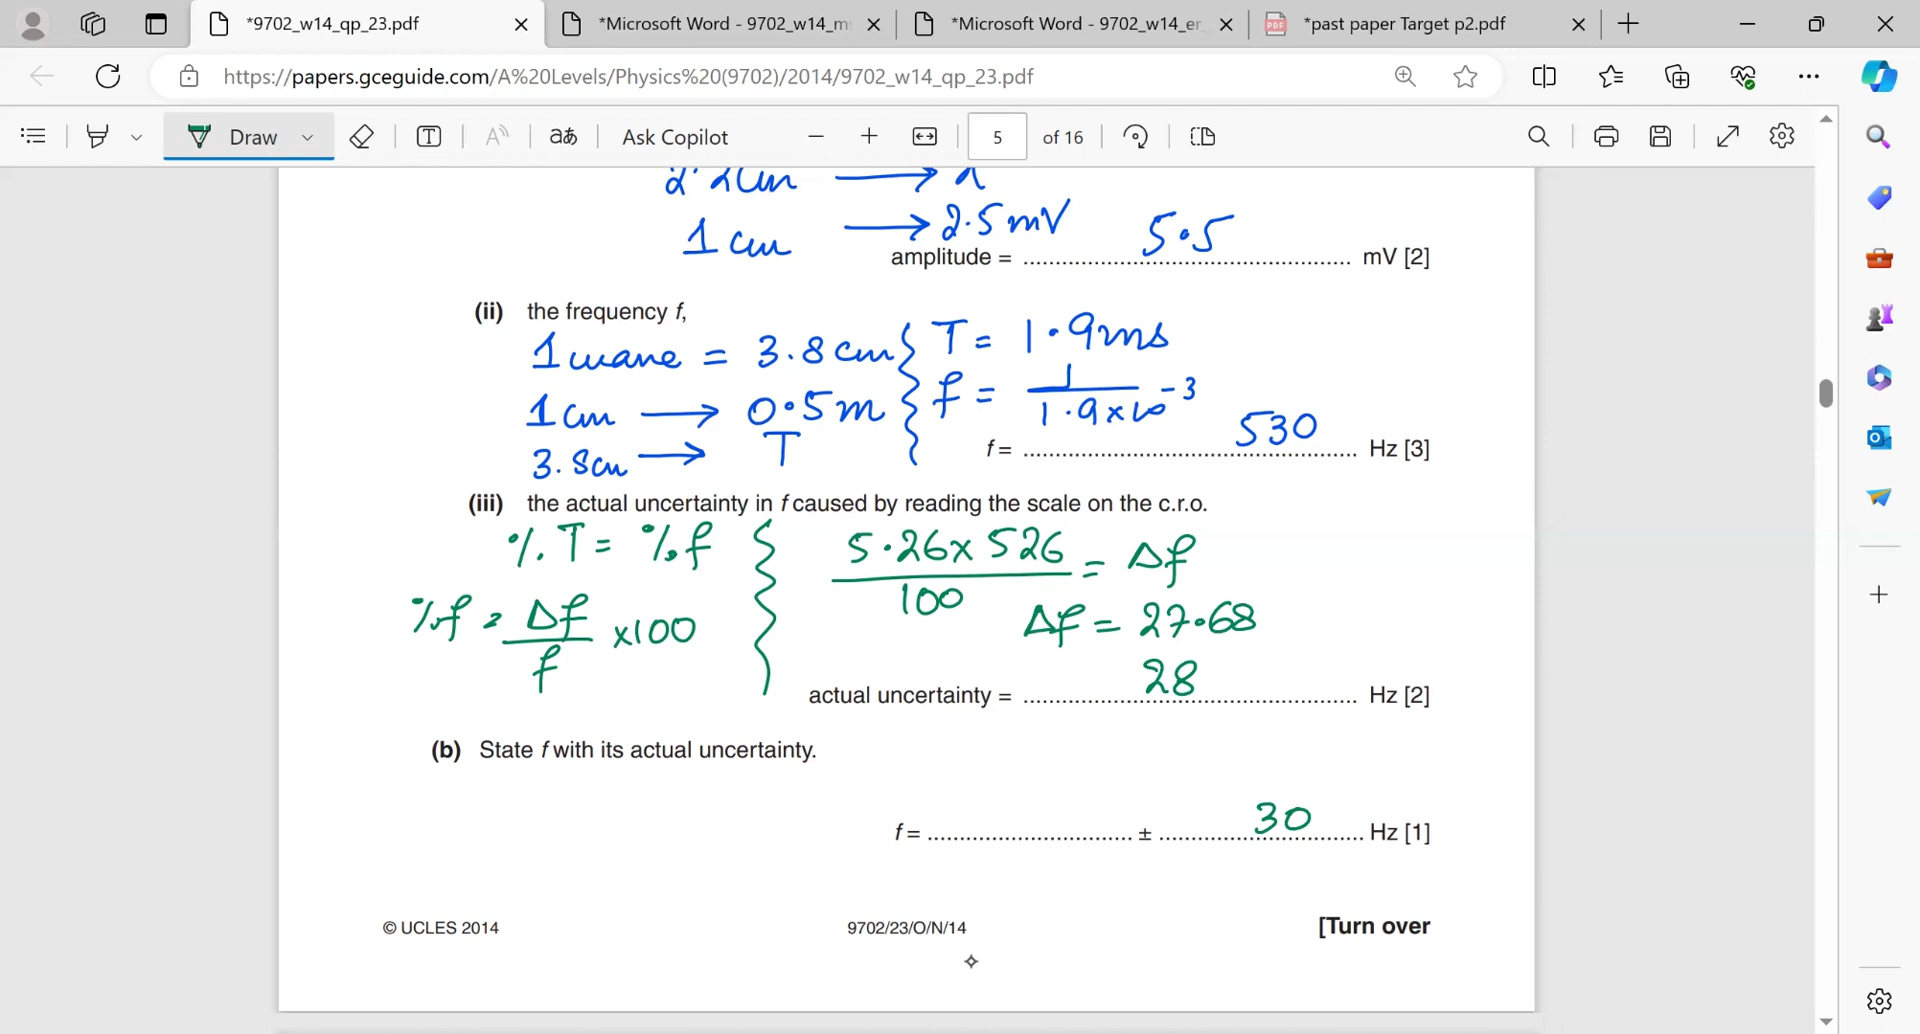 *9702_w14_qp_23.pdf
*Microsoft Word - 9702_w14_m
*Microsoft Word - 9702_w14_er_
*past paper Target p2.pdf
https://papers.gceguide.com/A%20Levels/Physics%20(9702)/2014/9702_w14_qp_23.pdf
Draw
Ask Copilot
5 of 16
2.2cm → x
1 cm → 2.5 mV
amplitude = 5.5 mV [2]
(ii) the frequency f,
1 wave = 3.8 cm
1 cm → 0.5 m
3.8cm → T
T = 1.9ms
f = 1 / 1.9×10⁻³
f = 530 Hz [3]
(iii) the actual uncertainty in f caused by reading the scale on the c.r.o.
%.T = %.f
%.f = Δf / f ×100
5.26 × 526 / 100 = Δf
Δf = 27.68
actual uncertainty = 28 Hz [2]
(b) State f with its actual uncertainty.
f = ± 30 Hz [1]
© UCLES 2014
9702/23/O/N/14
[Turn over